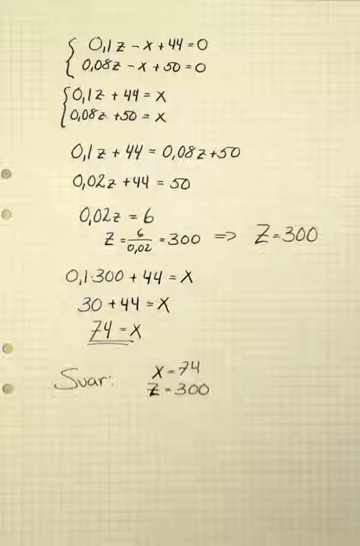 0,1z - x + 44 = 0
0,08z - x + 50 = 0
0,1z + 44 = x
0,08z + 50 = x
0,1z + 44 = 0,08z + 50
0,02z + 44 = 50
0,02z = 6
z = 6/0,02 = 300 => z = 300
0,1·300 + 44 = x
30 + 44 = x
74 = x
Svar: x = 74
z = 300